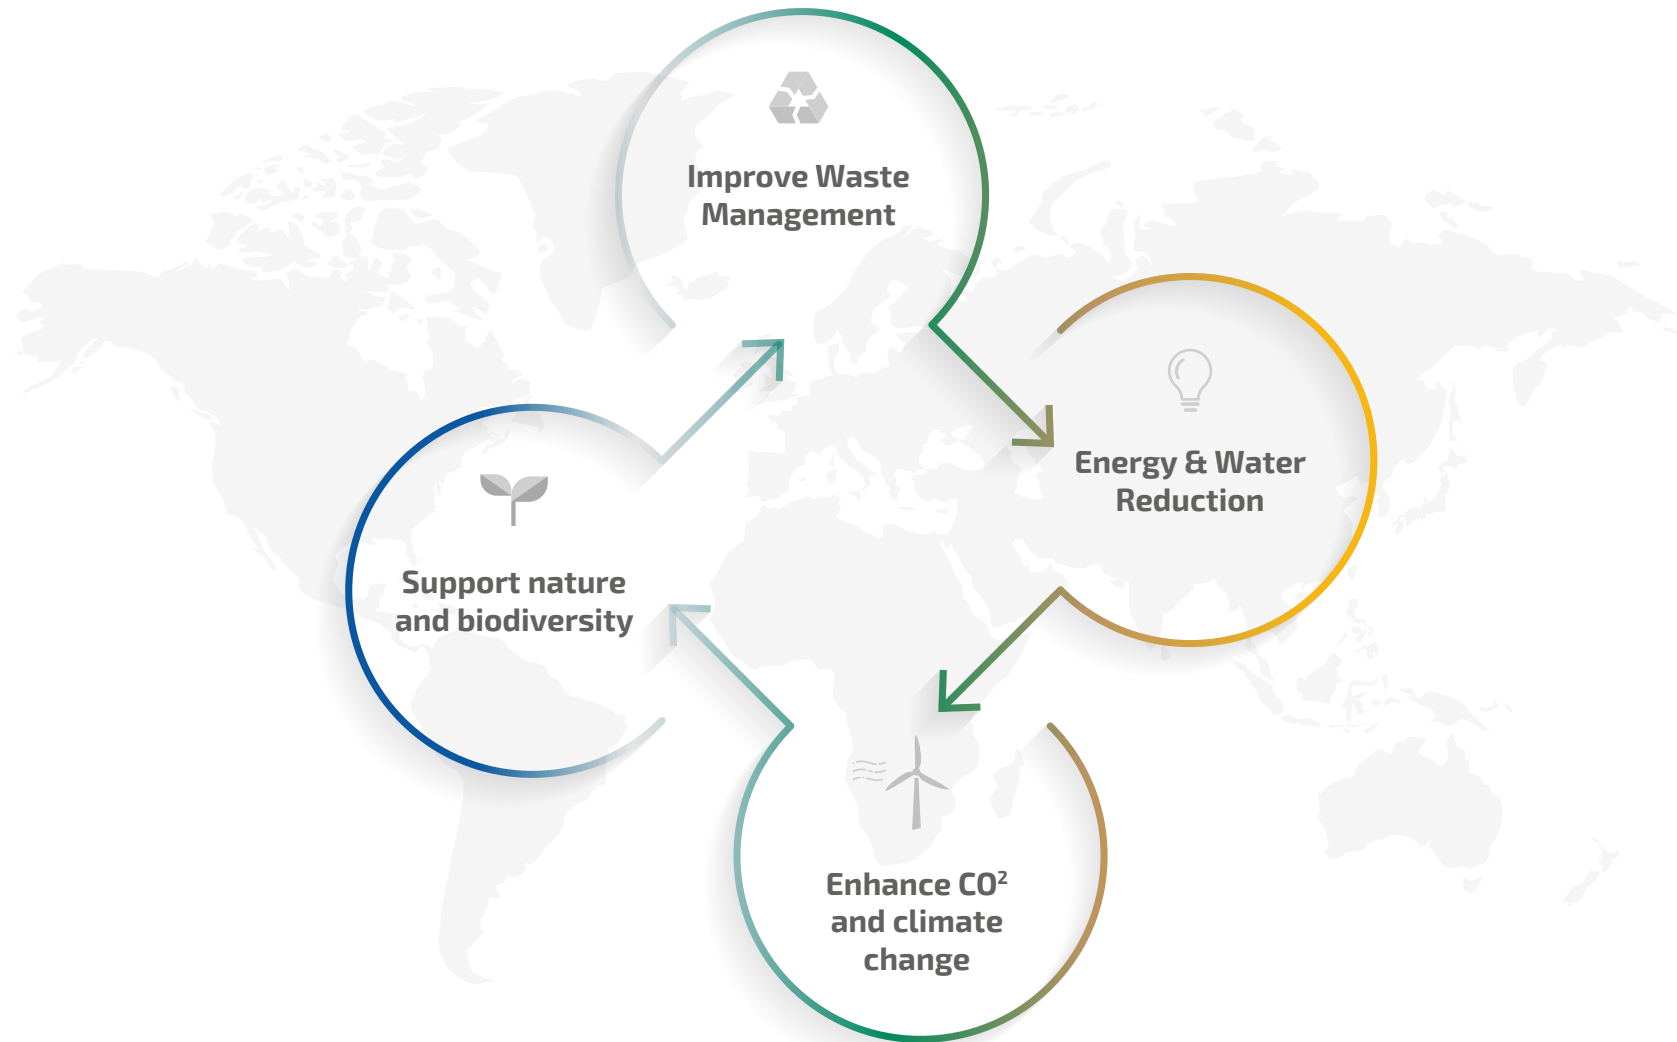 Improve Waste
Management
Energy & Water
Reduction
Support nature
and biodiversity
Enhance CO²
and climate
change